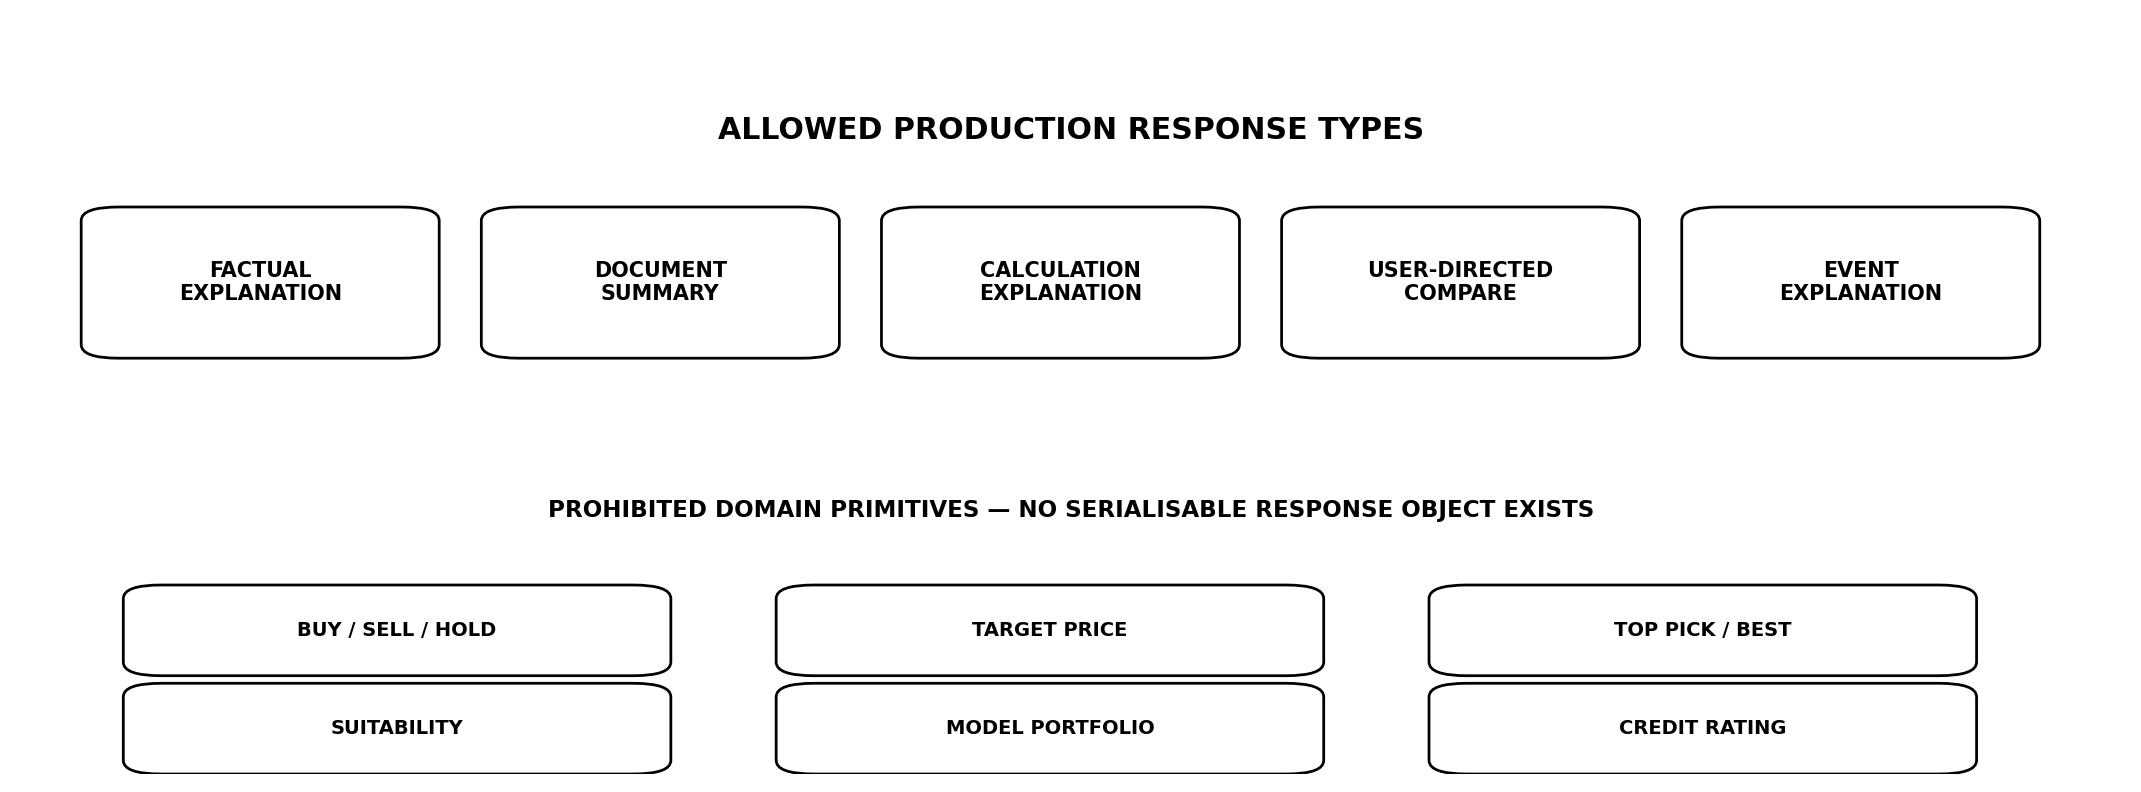 ALLOWED PRODUCTION RESPONSE TYPES
FACTUAL
EXPLANATION
DOCUMENT
SUMMARY
CALCULATION
EXPLANATION
USER-DIRECTED
COMPARE
EVENT
EXPLANATION
PROHIBITED DOMAIN PRIMITIVES — NO SERIALISABLE RESPONSE OBJECT EXISTS
BUY / SELL / HOLD
TARGET PRICE
TOP PICK / BEST
SUITABILITY
MODEL PORTFOLIO
CREDIT RATING